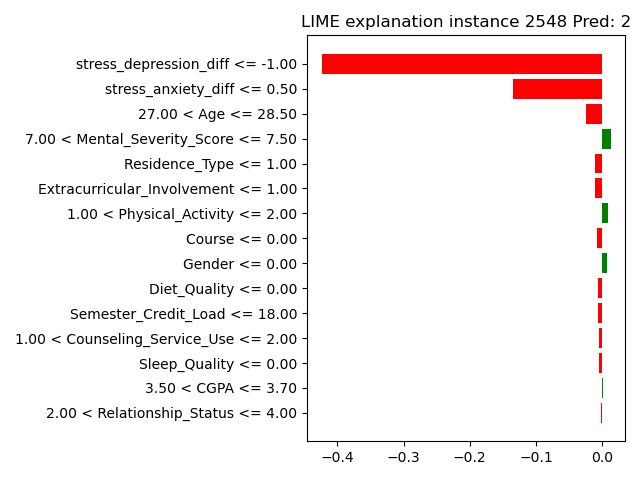 LIME explanation instance 2548 Pred: 2
stress_depression_diff <= -1.00
stress_anxiety_diff <= 0.50
27.00 < Age <= 28.50
7.00 < Mental_Severity_Score <= 7.50
Residence_Type <= 1.00
Extracurricular_Involvement <= 1.00
1.00 < Physical_Activity <= 2.00
Course <= 0.00
Gender <= 0.00
Diet_Quality <= 0.00
Semester_Credit_Load <= 18.00
1.00 < Counseling_Service_Use <= 2.00
Sleep_Quality <= 0.00
3.50 < CGPA <= 3.70
2.00 < Relationship_Status <= 4.00
−0.4 −0.3 −0.2 −0.1 0.0